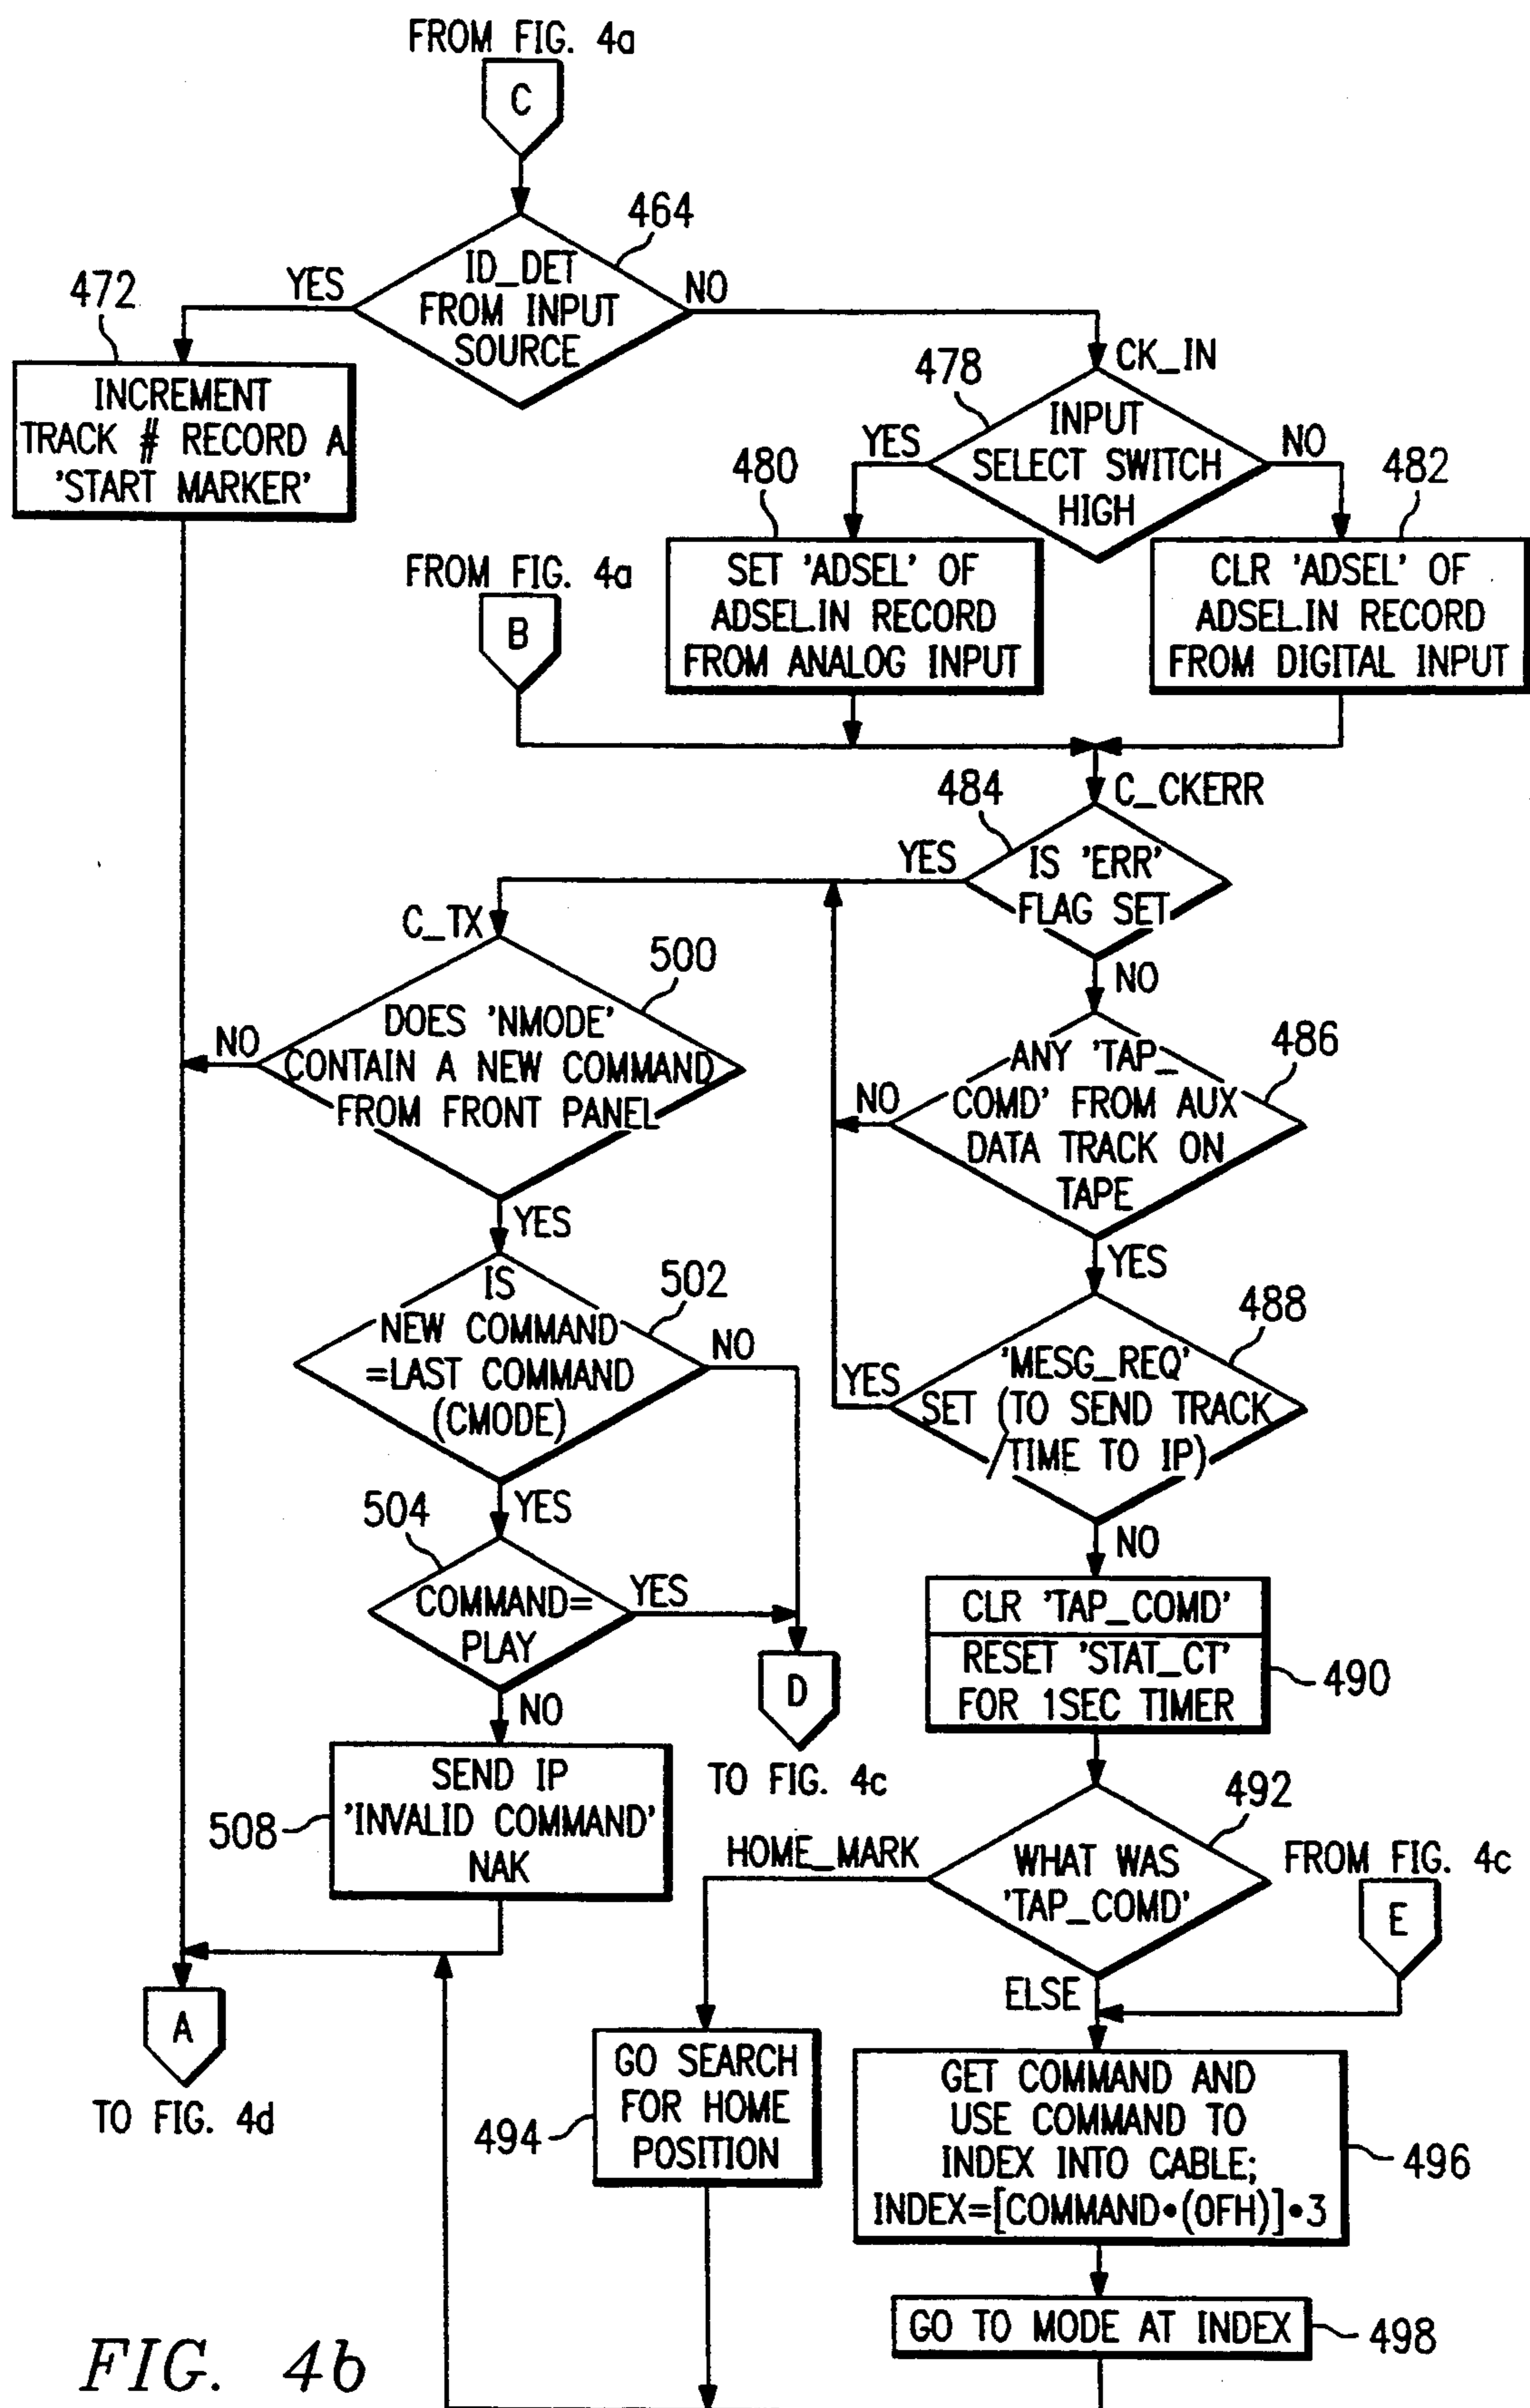 FROM FIG. 4a
C
464
ID_DET
FROM INPUT
SOURCE
YES
NO
472
INCREMENT
TRACK # RECORD A
'START MARKER'
CK_IN
478
INPUT
SELECT SWITCH
HIGH
YES
NO
480
SET 'ADSEL' OF
ADSEL.IN RECORD
FROM ANALOG INPUT
482
CLR 'ADSEL' OF
ADSEL.IN RECORD
FROM DIGITAL INPUT
FROM FIG. 4a
B
C_CKERR
484
IS 'ERR'
FLAG SET
YES
NO
C_TX
500
DOES 'NMODE'
CONTAIN A NEW COMMAND
FROM FRONT PANEL
NO
YES
486
ANY 'TAP_
COMD' FROM AUX
DATA TRACK ON
TAPE
NO
YES
502
IS
NEW COMMAND
=LAST COMMAND
(CMODE)
NO
YES
488
'MESG_REQ'
SET (TO SEND TRACK
/TIME TO IP)
YES
NO
504
COMMAND=
PLAY
YES
NO
D
TO FIG. 4c
CLR 'TAP_COMD'
RESET 'STAT_CT'
FOR 1SEC TIMER
490
508
SEND IP
'INVALID COMMAND'
NAK
492
WHAT WAS
'TAP_COMD'
HOME_MARK
ELSE
FROM FIG. 4c
E
A
TO FIG. 4d
494
GO SEARCH
FOR HOME
POSITION
GET COMMAND AND
USE COMMAND TO
INDEX INTO CABLE;
INDEX=[COMMAND•(0FH)]•3
496
GO TO MODE AT INDEX
498
FIG. 4b